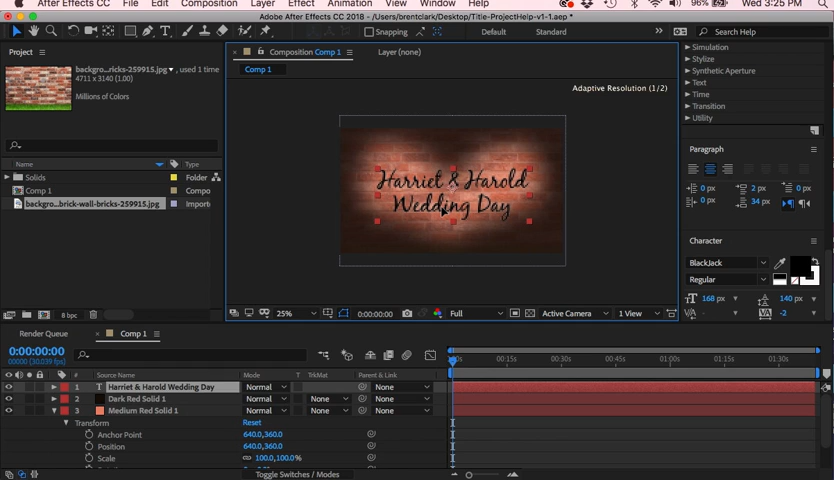 After Effects CC
File
Edit
Composition
Layer
Effect
Animation
View
Window
Help
96%
Wed 3:25 PM
Adobe After Effects CC 2018 - /Users/brentclark/Desktop/Title-ProjectHelp-v1-1.aep *
Snapping
Default
Standard
Search Help
Project
backgro...bricks-259915.jpg, used 1 time
4711 x 3140 (1.00)
Millions of Colors
Name
Type
Solids
Folder
Comp 1
Compo
backgro...brick-wall-bricks-259915.jpg
Import
8 bpc
Composition Comp 1
Layer (none)
Comp 1
Adaptive Resolution (1/2)
Harriet & Harold
Wedding Day
25%
0:00:00:00
Full
Active Camera
1 View
Simulation
Stylize
Synthetic Aperture
Text
Time
Transition
Utility
Paragraph
0 px
2 px
0 px
0 px
34 px
Character
BlackJack
Regular
168 px
140 px
-2
Render Queue
Comp 1
0:00:00:00
00000 (30.039 fps)
#
Source Name
Mode
T
TrkMat
Parent & Link
1
T
Harriet & Harold Wedding Day
Normal
None
2
Dark Red Solid 1
Normal
None
None
3
Medium Red Solid 1
Normal
None
None
Transform
Reset
Anchor Point
640.0,360.0
Position
640.0,360.0
Scale
100.0,100.0%
Toggle Switches / Modes
00:15s
00:30s
00:45s
01:00s
01:15s
01:30s